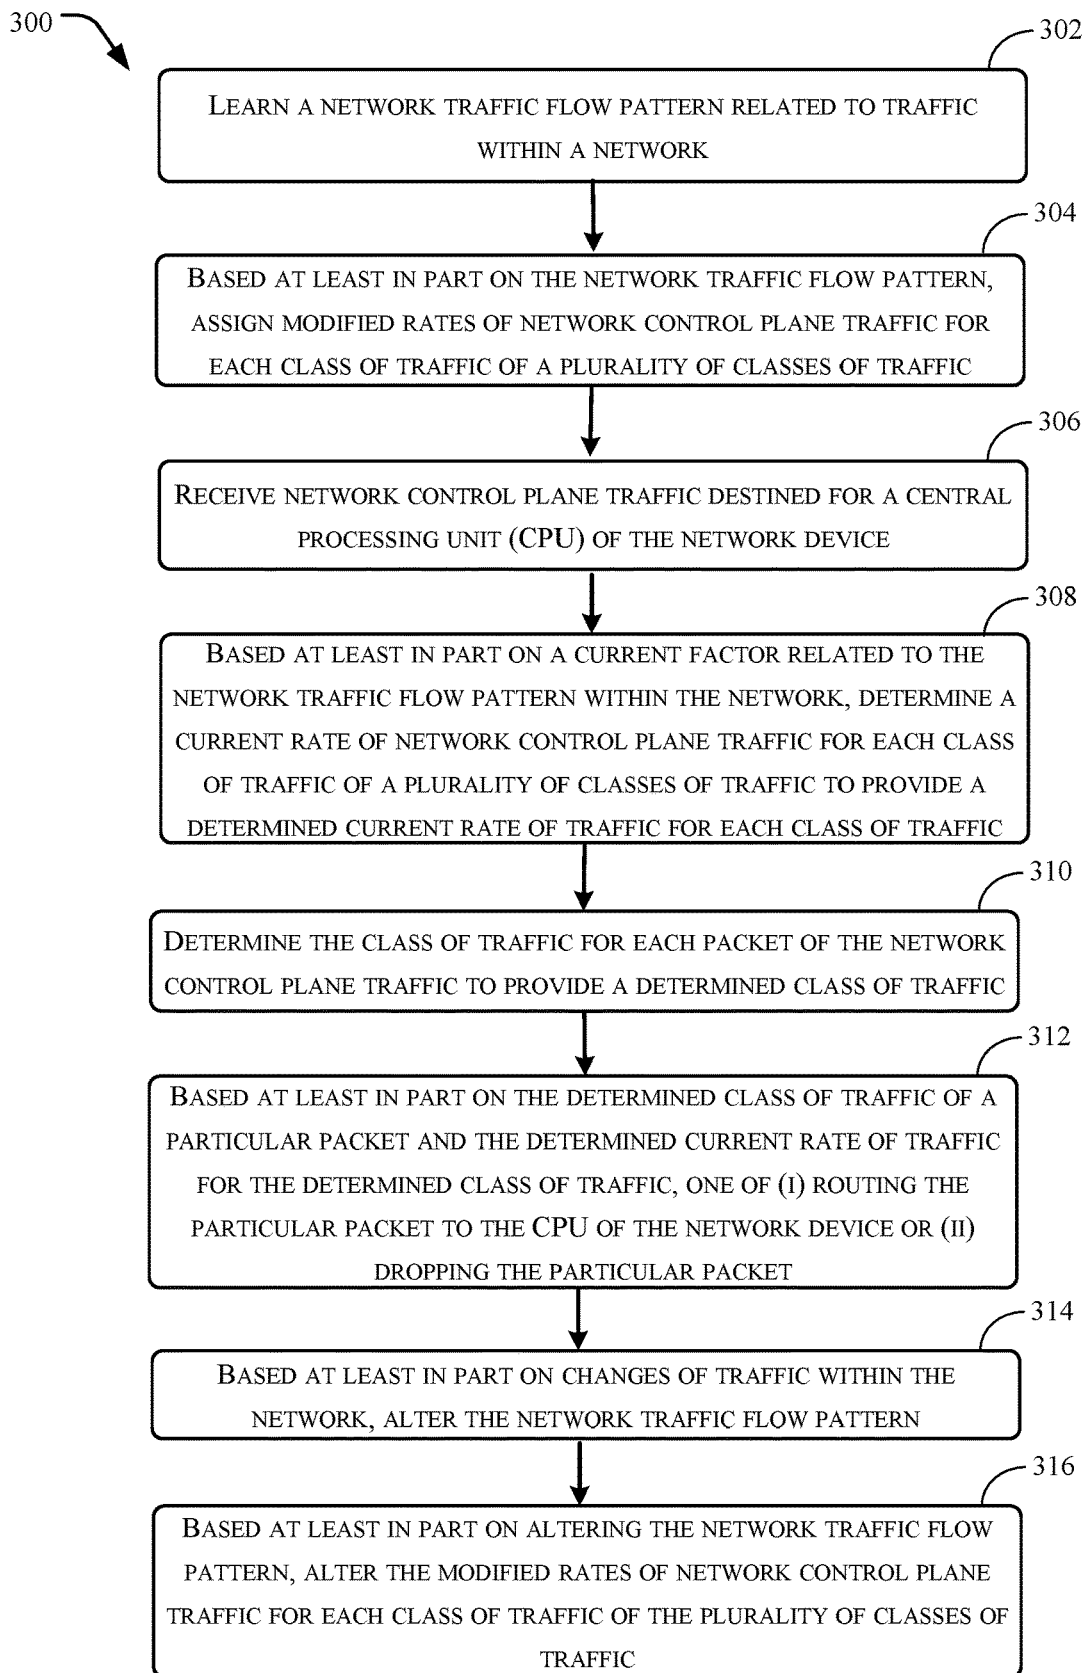 300
302
LEARN A NETWORK TRAFFIC FLOW PATTERN RELATED TO TRAFFIC
WITHIN A NETWORK
304
BASED AT LEAST IN PART ON THE NETWORK TRAFFIC FLOW PATTERN,
ASSIGN MODIFIED RATES OF NETWORK CONTROL PLANE TRAFFIC FOR
EACH CLASS OF TRAFFIC OF A PLURALITY OF CLASSES OF TRAFFIC
306
RECEIVE NETWORK CONTROL PLANE TRAFFIC DESTINED FOR A CENTRAL
PROCESSING UNIT (CPU) OF THE NETWORK DEVICE
308
BASED AT LEAST IN PART ON A CURRENT FACTOR RELATED TO THE
NETWORK TRAFFIC FLOW PATTERN WITHIN THE NETWORK, DETERMINE A
CURRENT RATE OF NETWORK CONTROL PLANE TRAFFIC FOR EACH CLASS
OF TRAFFIC OF A PLURALITY OF CLASSES OF TRAFFIC TO PROVIDE A
DETERMINED CURRENT RATE OF TRAFFIC FOR EACH CLASS OF TRAFFIC
310
DETERMINE THE CLASS OF TRAFFIC FOR EACH PACKET OF THE NETWORK
CONTROL PLANE TRAFFIC TO PROVIDE A DETERMINED CLASS OF TRAFFIC
312
BASED AT LEAST IN PART ON THE DETERMINED CLASS OF TRAFFIC OF A
PARTICULAR PACKET AND THE DETERMINED CURRENT RATE OF TRAFFIC
FOR THE DETERMINED CLASS OF TRAFFIC, ONE OF (I) ROUTING THE
PARTICULAR PACKET TO THE CPU OF THE NETWORK DEVICE OR (II)
DROPPING THE PARTICULAR PACKET
314
BASED AT LEAST IN PART ON CHANGES OF TRAFFIC WITHIN THE
NETWORK, ALTER THE NETWORK TRAFFIC FLOW PATTERN
316
BASED AT LEAST IN PART ON ALTERING THE NETWORK TRAFFIC FLOW
PATTERN, ALTER THE MODIFIED RATES OF NETWORK CONTROL PLANE
TRAFFIC FOR EACH CLASS OF TRAFFIC OF THE PLURALITY OF CLASSES OF
TRAFFIC